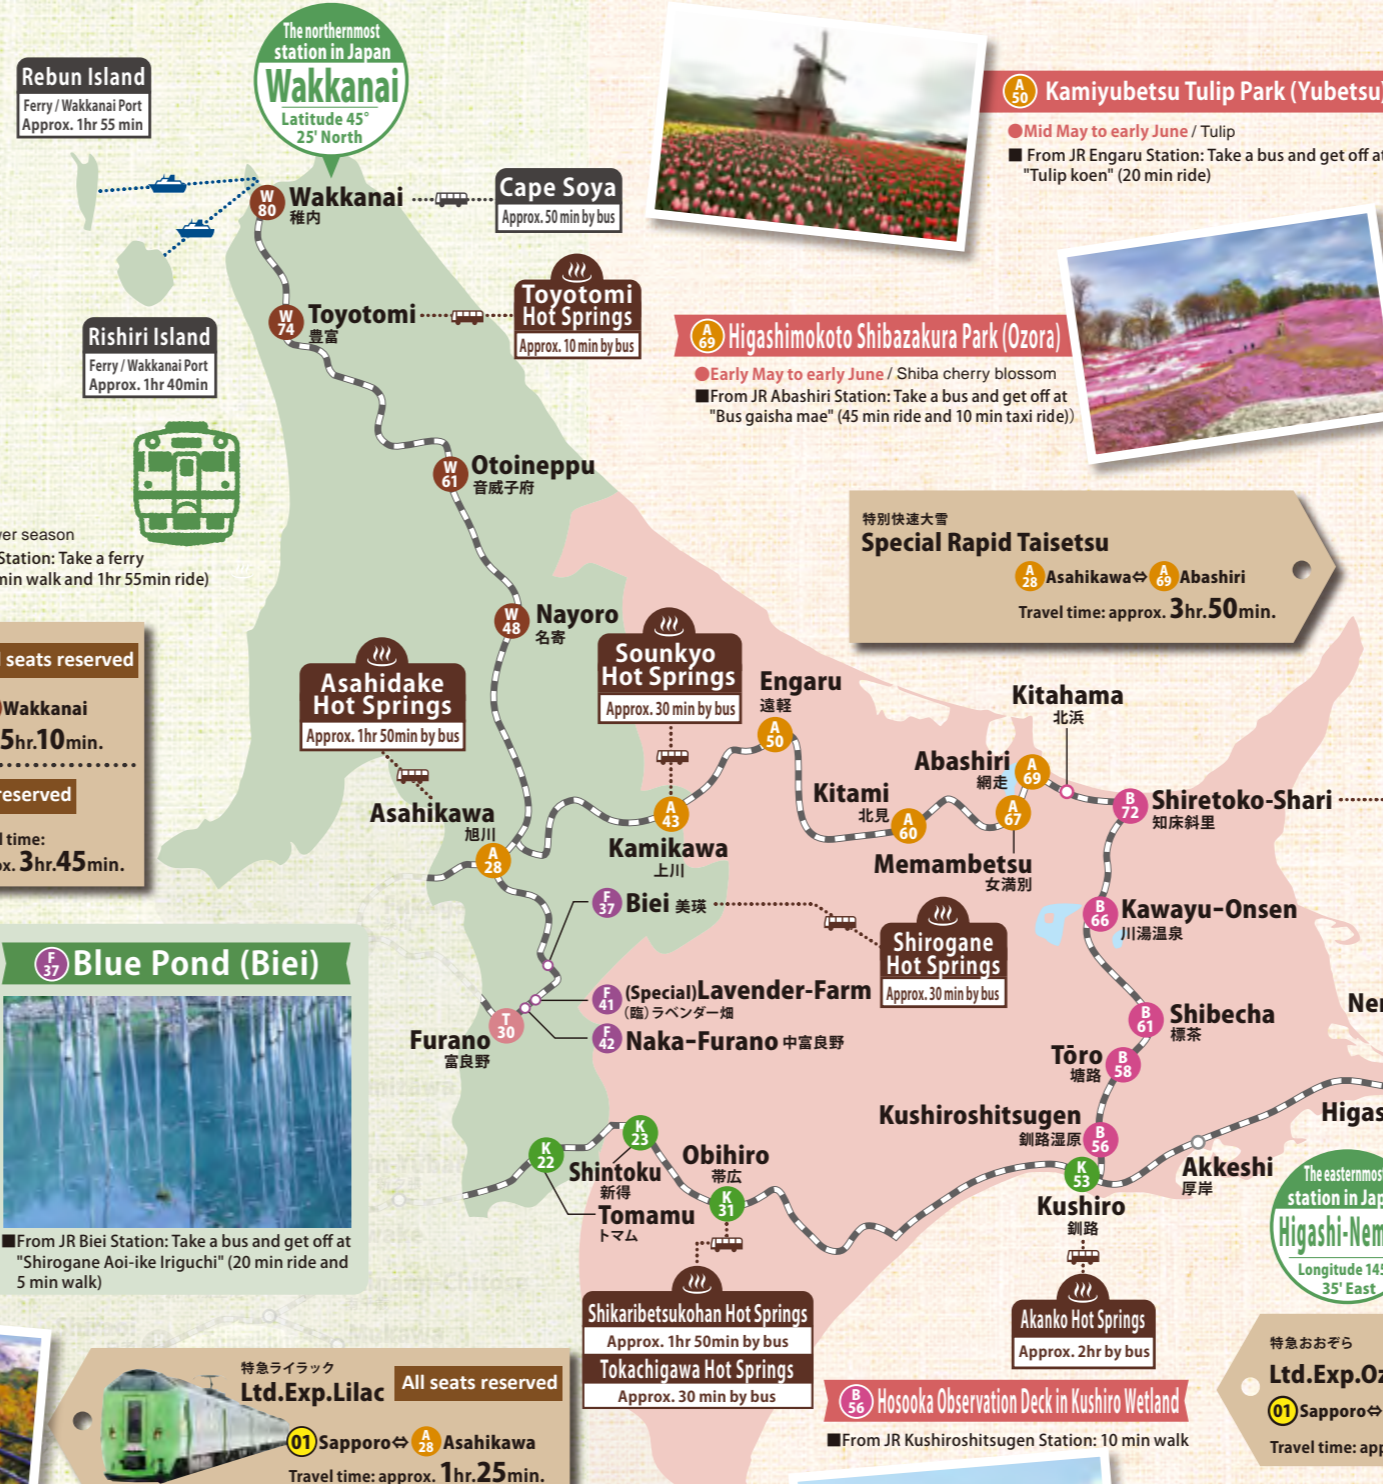 The northernmost
station in Japan
Wakkanai
Latitude 45°
25' North
Rebun Island
Ferry / Wakkanai Port
Approx. 1hr 55 min
W
80
Wakkanai
稚内
Cape Soya
Approx. 50 min by bus
A
50
Kamiyubetsu Tulip Park (Yubetsu)
●Mid May to early June / Tulip
■ From JR Engaru Station: Take a bus and get off at
"Tulip koen" (20 min ride)
W
74
Toyotomi
豊富
Toyotomi
Hot Springs
Approx. 10 min by bus
Rishiri Island
Ferry / Wakkanai Port
Approx. 1hr 40min
A
69
Higashimokoto Shibazakura Park (Ozora)
●Early May to early June / Shiba cherry blossom
■From JR Abashiri Station: Take a bus and get off at
"Bus gaisha mae" (45 min ride and 10 min taxi ride))
W
61
Otoineppu
音威子府
season
Station: Take a ferry
min walk and 1hr 55min ride)
特別快速大雪
Special Rapid Taisetsu
A
28
Asahikawa⇔
A
69
Abashiri
Travel time: approx. 3hr.50min.
W
48
Nayoro
名寄
seats reserved
Wakkanai
5hr.10min.
reserved
time:
3hr.45min.
Asahidake
Hot Springs
Approx. 1hr 50min by bus
Sounkyo
Hot Springs
Approx. 30 min by bus
Engaru
遠軽
A
50
Kitahama
北浜
Abashiri
網走
A
69
Kitami
北見
A
60
A
67
Memambetsu
女満別
B
72
Shiretoko-Shari
知床斜里
Asahikawa
旭川
A
28
A
43
Kamikawa
上川
F
37
Biei 美瑛
Shirogane
Hot Springs
Approx. 30 min by bus
B
66
Kawayu-Onsen
川湯温泉
F
37
Blue Pond (Biei)
■From JR Biei Station: Take a bus and get off at
"Shirogane Aoi-ike Iriguchi" (20 min ride and
5 min walk)
F
41
(Special)Lavender-Farm
(臨)ラベンダー畑
F
42
Naka-Furano 中富良野
T
30
Furano
富良野
B
61
Shibecha
標茶
Tōro
塘路
B
58
Kushiroshitsugen
釧路湿原
B
56
K
53
Kushiro
釧路
Akkeshi
厚岸
K
22
K
23
Shintoku
新得
Tomamu
トマム
Obihiro
帯広
K
31
The easternmost
station in
Longitude
35' East
Shikaribetsukohan Hot Springs
Approx. 1hr 50min by bus
Tokachigawa Hot Springs
Approx. 30 min by bus
Akanko Hot Springs
Approx. 2hr by bus
B
56
Hosooka Observation Deck in Kushiro Wetland
■From JR Kushiroshitsugen Station: 10 min walk
特急ライラック
Ltd.Exp.Lilac
All seats reserved
01
Sapporo⇔
A
28
Asahikawa
Travel time: approx. 1hr.25min.
特急おおぞら
Ltd.Exp.
01
Sapporo⇔
Travel time: